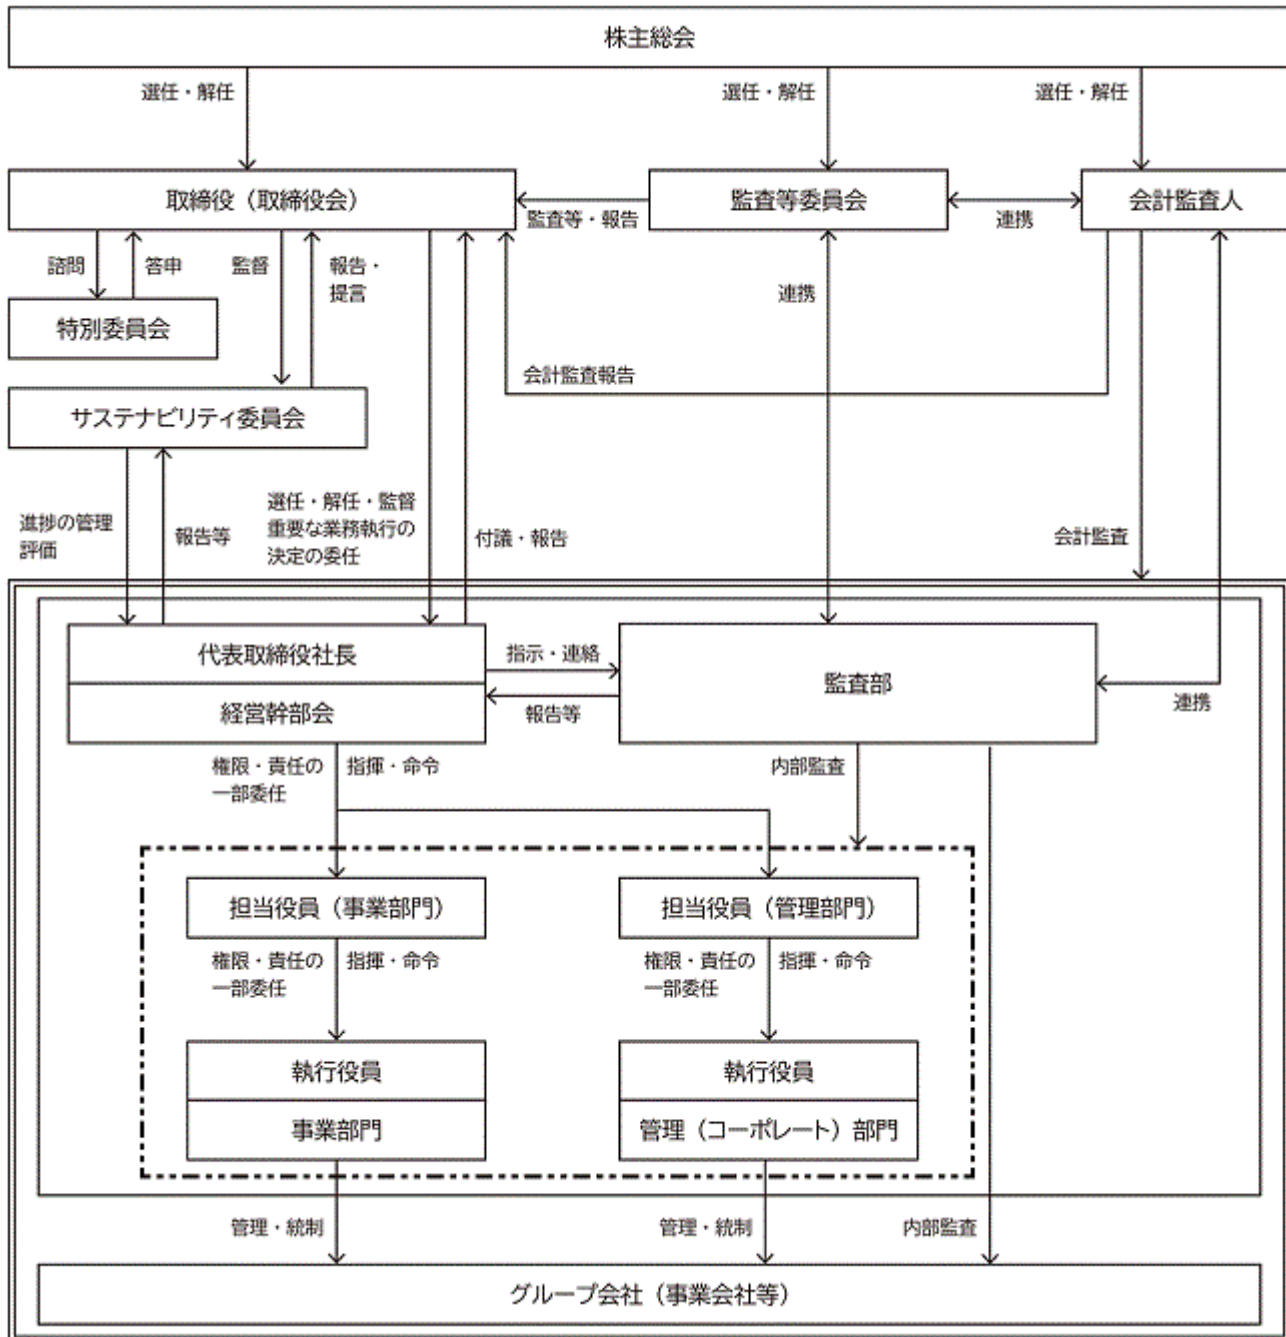 株主総会
選任・解任
選任・解任
選任・解任
取締役（取締役会）
監査等・報告
監査等委員会
連携
会計監査人
諮問
答申
監督
報告・
提言
連携
特別委員会
会計監査報告
サステナビリティ委員会
進捗の管理
評価
報告等
選任・解任・監督
重要な業務執行の
決定の委任
付議・報告
会計監査
代表取締役社長
経営幹部会
指示・連絡
報告等
監査部
連携
権限・責任の
一部委任
指揮・命令
内部監査
担当役員（事業部門）
担当役員（管理部門）
権限・責任の
一部委任
指揮・命令
権限・責任の
一部委任
指揮・命令
執行役員
事業部門
執行役員
管理（コーポレート）部門
管理・統制
管理・統制
内部監査
グループ会社（事業会社等）